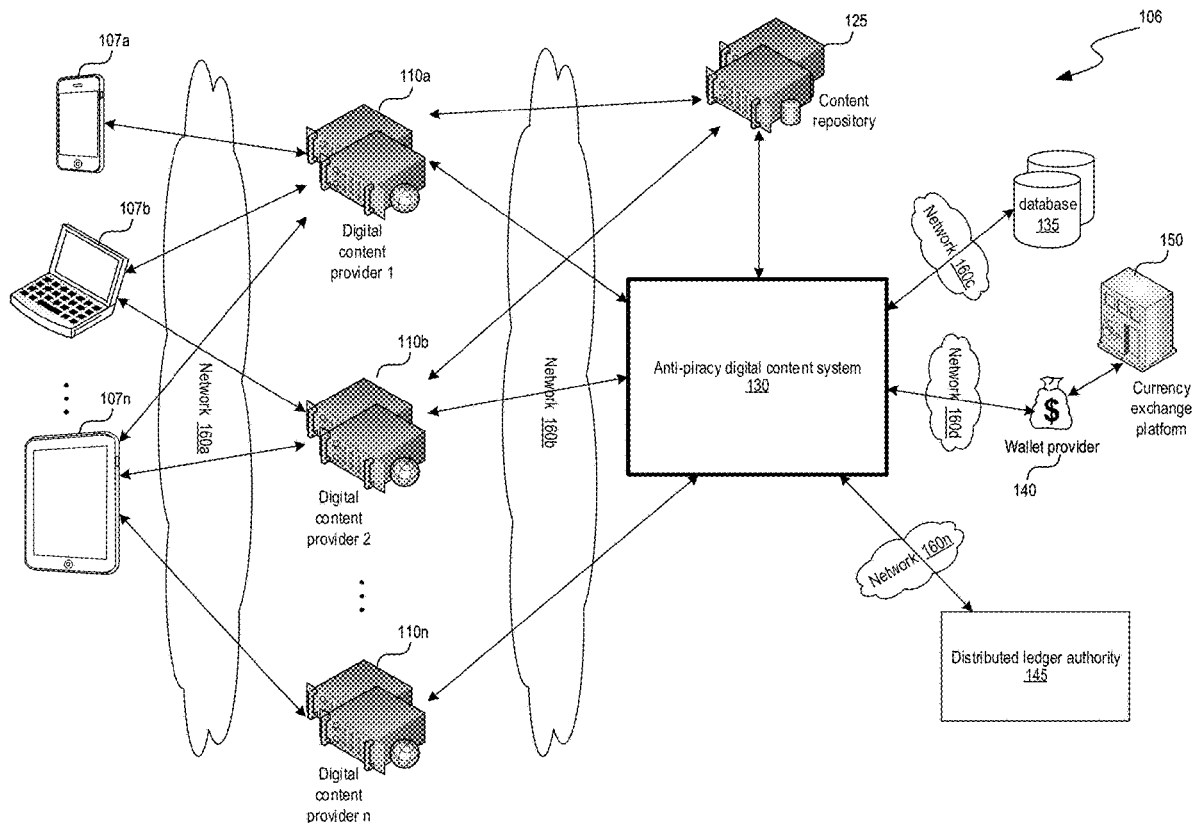 107a
110a
125
106
Content
repository
107b
Digital
content
provider 1
database
135
Network 160c
150
110b
Anti-piracy digital content system
130
Network 160d
$
Currency
exchange
platform
Wallet provider
140
107n
Network 160a
Network 160b
Digital
content
provider 2
Network 160n
110n
Distributed ledger authority
145
Digital
content
provider n